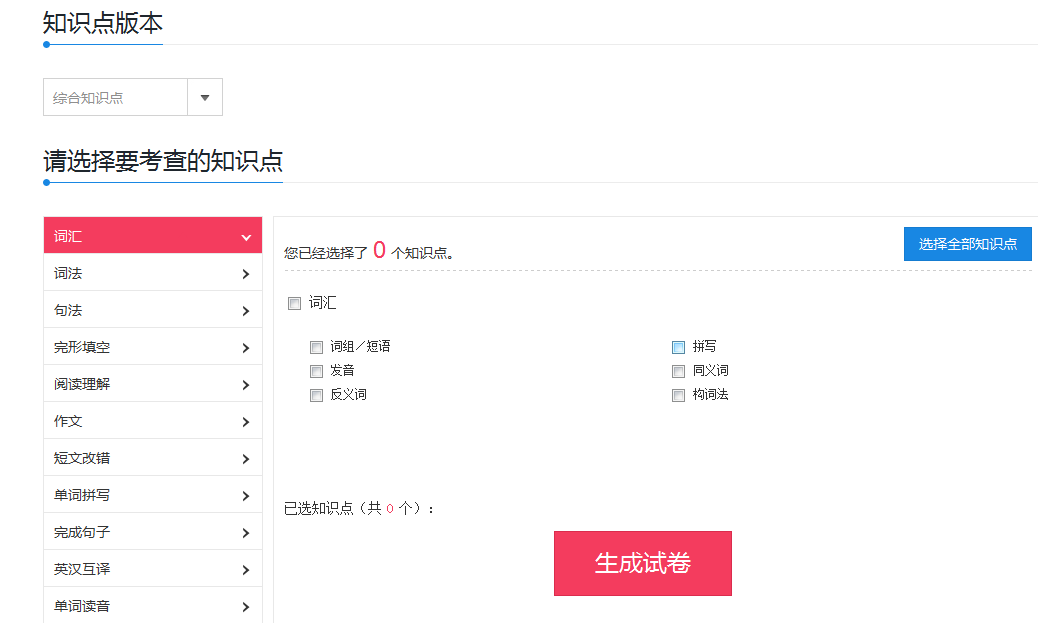 知识点版本
综合知识点
请选择要考查的知识点
词汇
词法
句法
完形填空
阅读理解
作文
短文改错
单词拼写
完成句子
英汉互译
单词读音
您已经选择了 0 个知识点。
选择全部知识点
词汇
词组／短语
拼写
发音
同义词
反义词
构词法
已选知识点（共 0 个）：
生成试卷